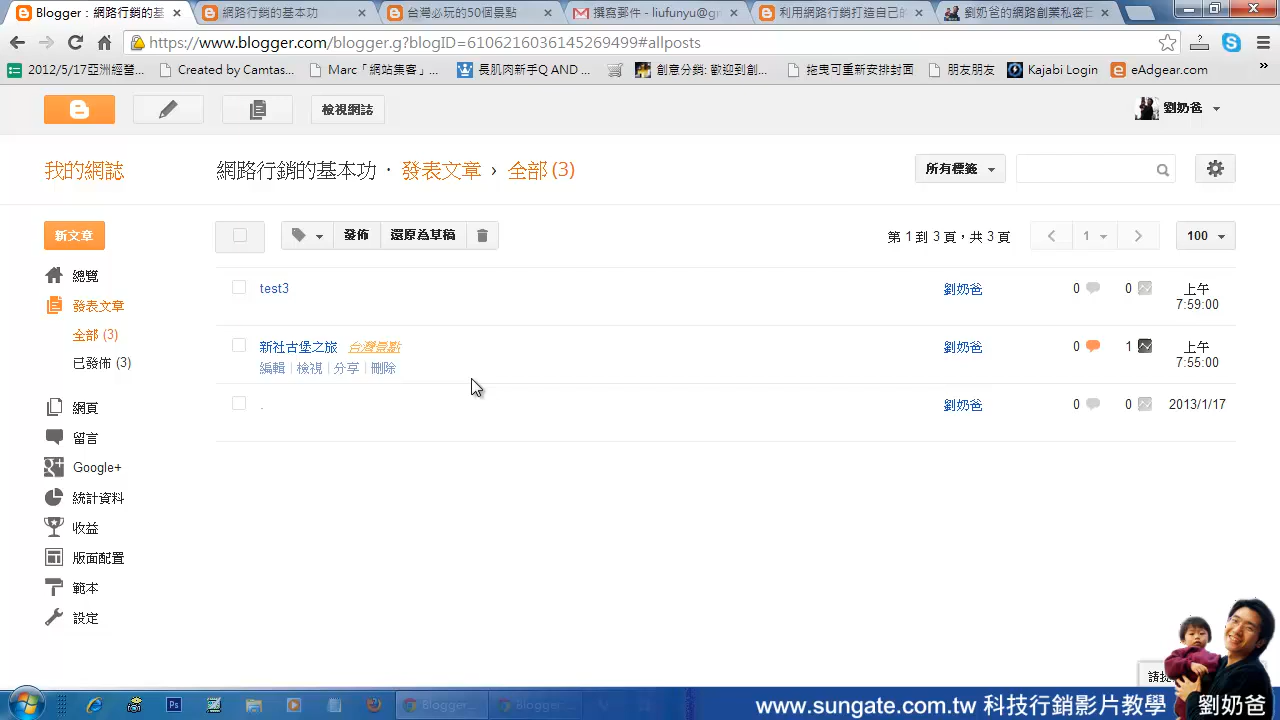 Blogger：網路行銷的基
網路行銷的基本功
台灣必玩的50個景點
撰寫郵件 - liufunyu@g
利用網路行銷打造自己的
劉奶爸的網路創業私密日
https://www.blogger.com/blogger.g?blogID=6106216036145269499#allposts
2012/5/17亞洲經營...
Created by Camtas...
Marc「網站集客」...
長肌肉新手Q AND...
創意分銷: 歡迎到創...
拖曳可重新安排封面
朋友朋友
Kajabi Login
eAdgear.com
檢視網誌
劉奶爸
我的網誌
網路行銷的基本功 · 發表文章 › 全部 (3)
所有標籤
新文章
發佈
還原為草稿
第 1 到 3 頁，共 3 頁
1
100
總覽
發表文章
全部 (3)
已發佈 (3)
網頁
留言
Google+
統計資料
收益
版面配置
範本
設定
test3
劉奶爸
0
0
上午
7:59:00
新社古堡之旅 台灣景點
編輯 | 檢視 | 分享 | 刪除
劉奶爸
0
1
上午
7:55:00
.
劉奶爸
0
0
2013/1/17
Blogger...
Blogger...
www.sungate.com.tw 科技行銷影片教學
劉奶爸